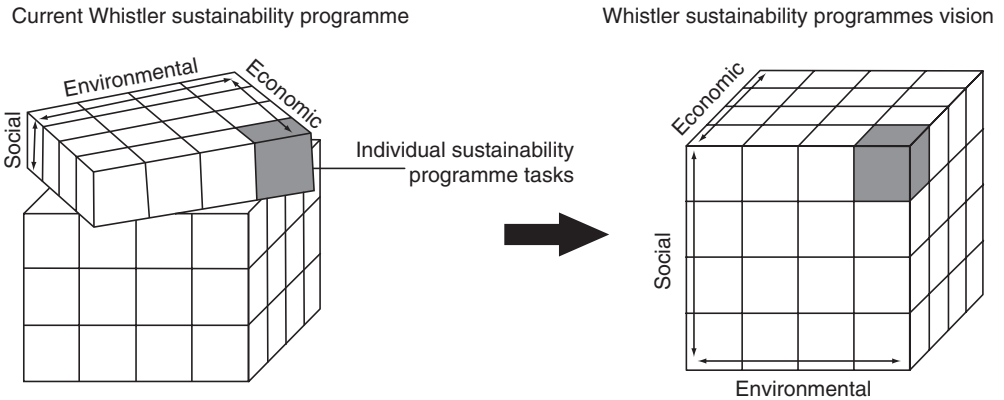 Current Whistler sustainability programme
Whistler sustainability programmes vision
Environmental
Economic
Social
Individual sustainability
programme tasks
Economic
Social
Environmental